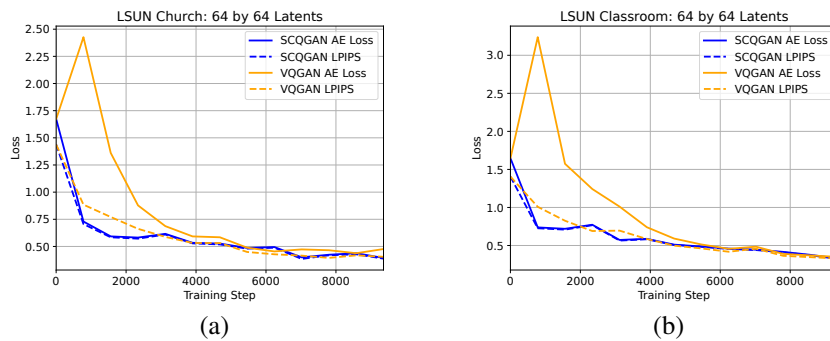 LSUN Church: 64 by 64 Latents
2.50
2.25
2.00
1.75
1.50
1.25
1.00
0.75
0.50
Loss
SCQGAN AE Loss
SCQGAN LPIPS
VQGAN AE Loss
VQGAN LPIPS
0 2000 4000 6000 8000
Training Step
(a)
LSUN Classroom: 64 by 64 Latents
3.0
2.5
2.0
1.5
1.0
0.5
Loss
SCQGAN AE Loss
SCQGAN LPIPS
VQGAN AE Loss
VQGAN LPIPS
0 2000 4000 6000 8000
Training Step
(b)